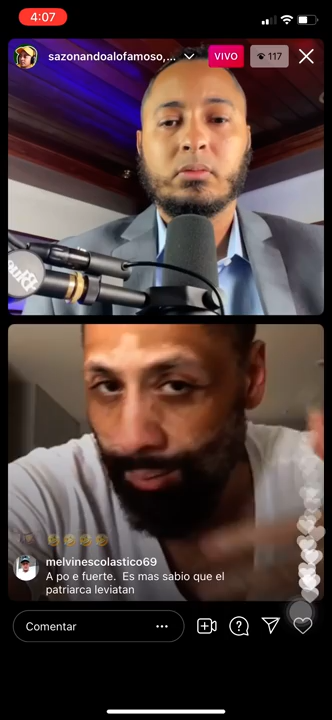 4:07
sazonandoalofamoso,...
VIVO
117
melvinescolastico69
A po e fuerte. Es mas sabio que el
patriarca leviatan
Comentar